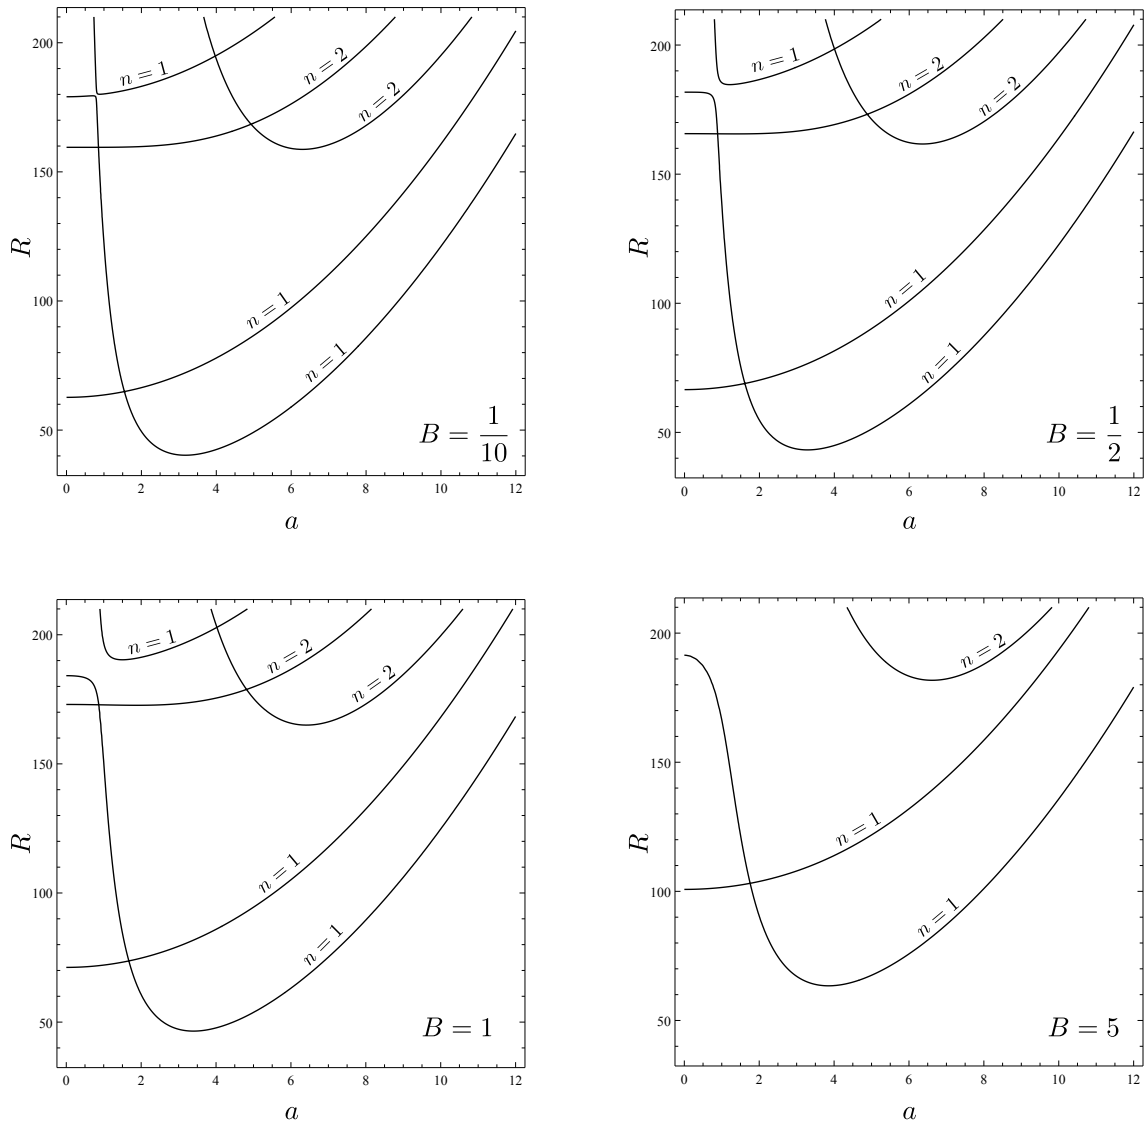 200
150
100
50
R
n = 1
n = 2
n = 2
n = 1
n = 1
B = 1/10
0 2 4 6 8 10 12
a
200
150
100
50
R
n = 1
n = 2
n = 2
n = 1
n = 1
B = 1/2
0 2 4 6 8 10 12
a
200
150
100
50
R
n = 1
n = 2
n = 2
n = 1
n = 1
B = 1
0 2 4 6 8 10 12
a
200
150
100
50
R
n = 2
n = 1
n = 1
B = 5
0 2 4 6 8 10 12
a